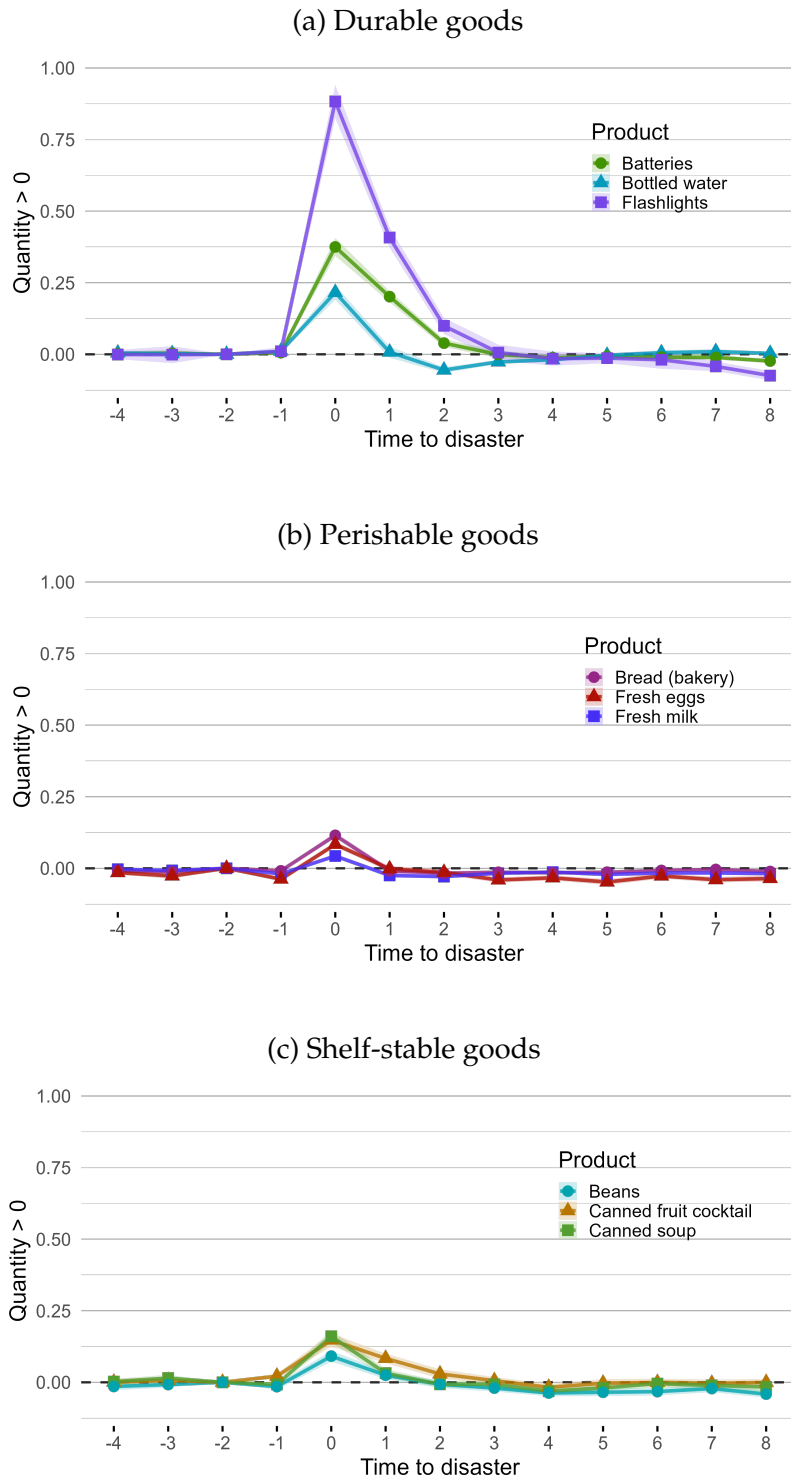 (a) Durable goods
1.00
0.75
0.50
0.25
0.00
Quantity > 0
Product
Batteries
Bottled water
Flashlights
-4 -3 -2 -1 0 1 2 3 4 5 6 7 8
Time to disaster
(b) Perishable goods
1.00
0.75
0.50
0.25
0.00
Quantity > 0
Product
Bread (bakery)
Fresh eggs
Fresh milk
-4 -3 -2 -1 0 1 2 3 4 5 6 7 8
Time to disaster
(c) Shelf-stable goods
1.00
0.75
0.50
0.25
0.00
Quantity > 0
Product
Beans
Canned fruit cocktail
Canned soup
-4 -3 -2 -1 0 1 2 3 4 5 6 7 8
Time to disaster